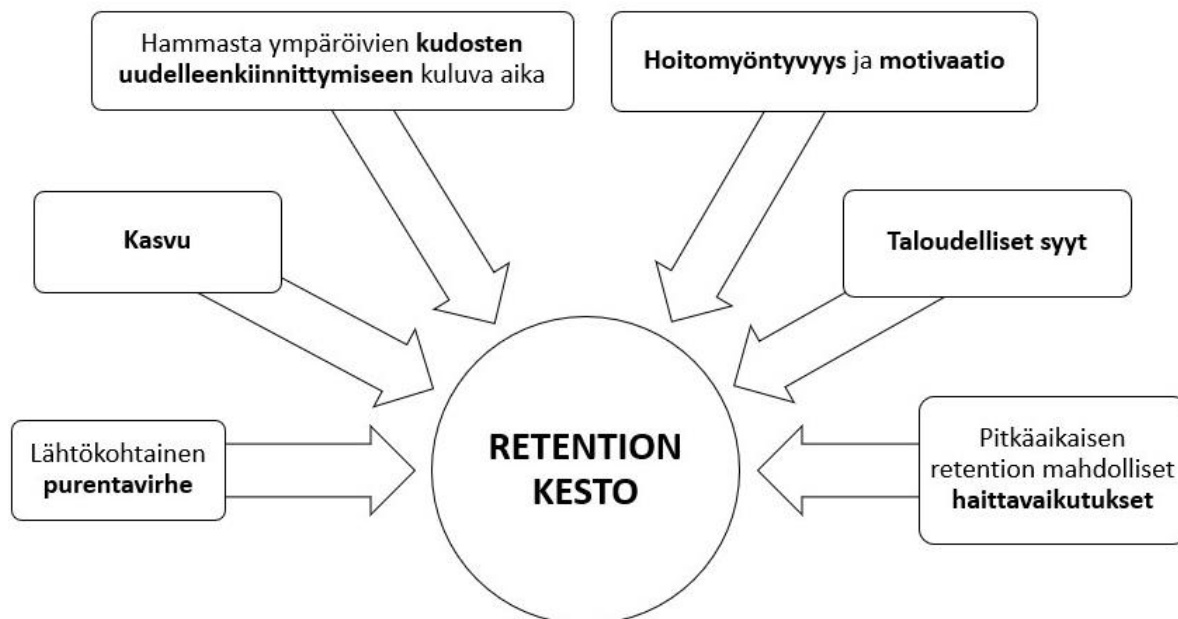 Hammasta ympäröivien kudosten
uudelleenkiinnittymiseen kuluva aika
Hoitomyöntyvyys ja motivaatio
Kasvu
Taloudelliset syyt
Lähtökohtainen
purentavirhe
RETENTION
KESTO
Pitkäaikaisen
retention mahdolliset
haittavaikutukset